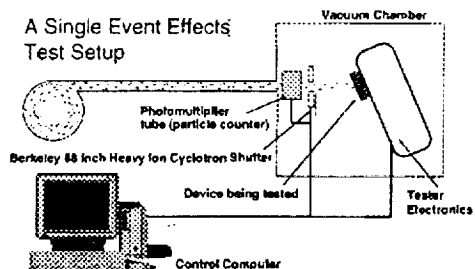 A Single Event Effects
Test Setup
Vacuum Chamber
Photomultiplier
tube (particle counter)
Berkeley 88 Inch Heavy Ion Cyclotron Shutter
Device being tested
Tester
Electronics
Control Computer